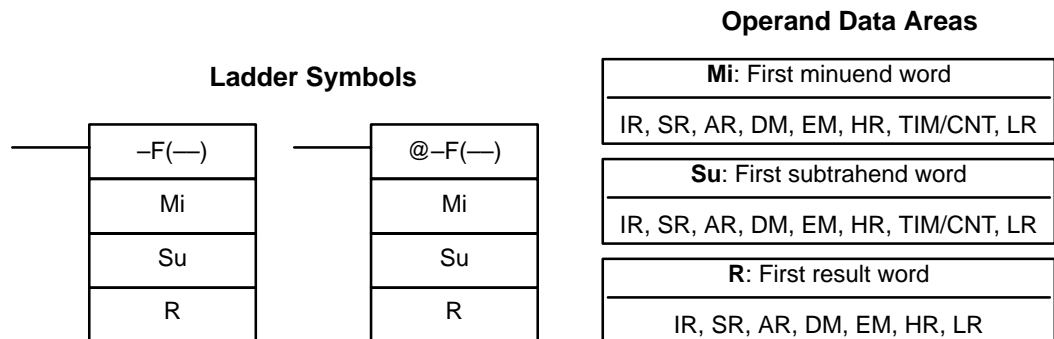 Operand Data Areas
Ladder Symbols
–F(––)
Mi
Su
R
@–F(––)
Mi
Su
R
Mi: First minuend word
IR, SR, AR, DM, EM, HR, TIM/CNT, LR
Su: First subtrahend word
IR, SR, AR, DM, EM, HR, TIM/CNT, LR
R: First result word
IR, SR, AR, DM, EM, HR, LR